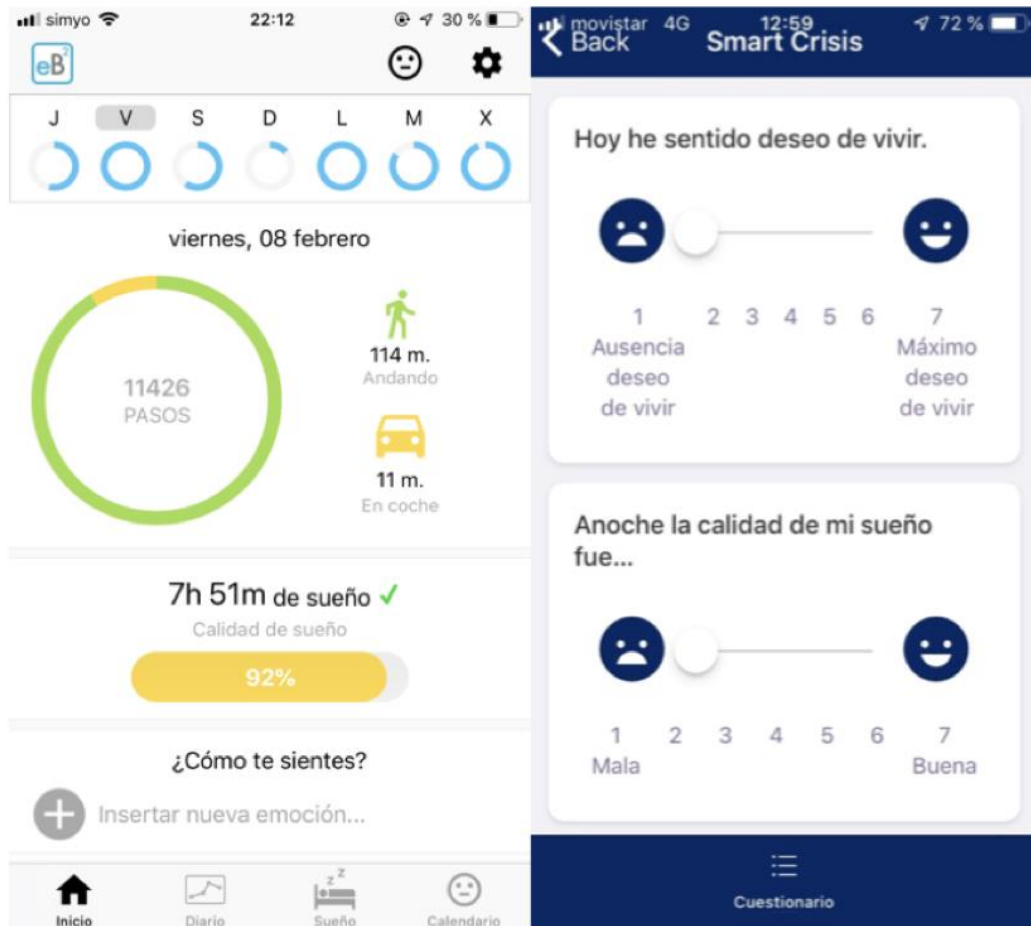 simyo 22:12 30 %
eB²
J V S D L M X
viernes, 08 febrero
11426
PASOS
114 m.
Andando
11 m.
En coche
7h 51m de sueño ✓
Calidad de sueño
92%
¿Cómo te sientes?
Insertar nueva emoción...
z z
Inicio Diario Sueño Calendario
movistar 4G 12:59 72 %
Back Smart Crisis
Hoy he sentido deseo de vivir.
1 2 3 4 5 6 7
Ausencia Máximo
deseo deseo
de vivir de vivir
Anoche la calidad de mi sueño
fue...
1 2 3 4 5 6 7
Mala Buena
Cuestionario